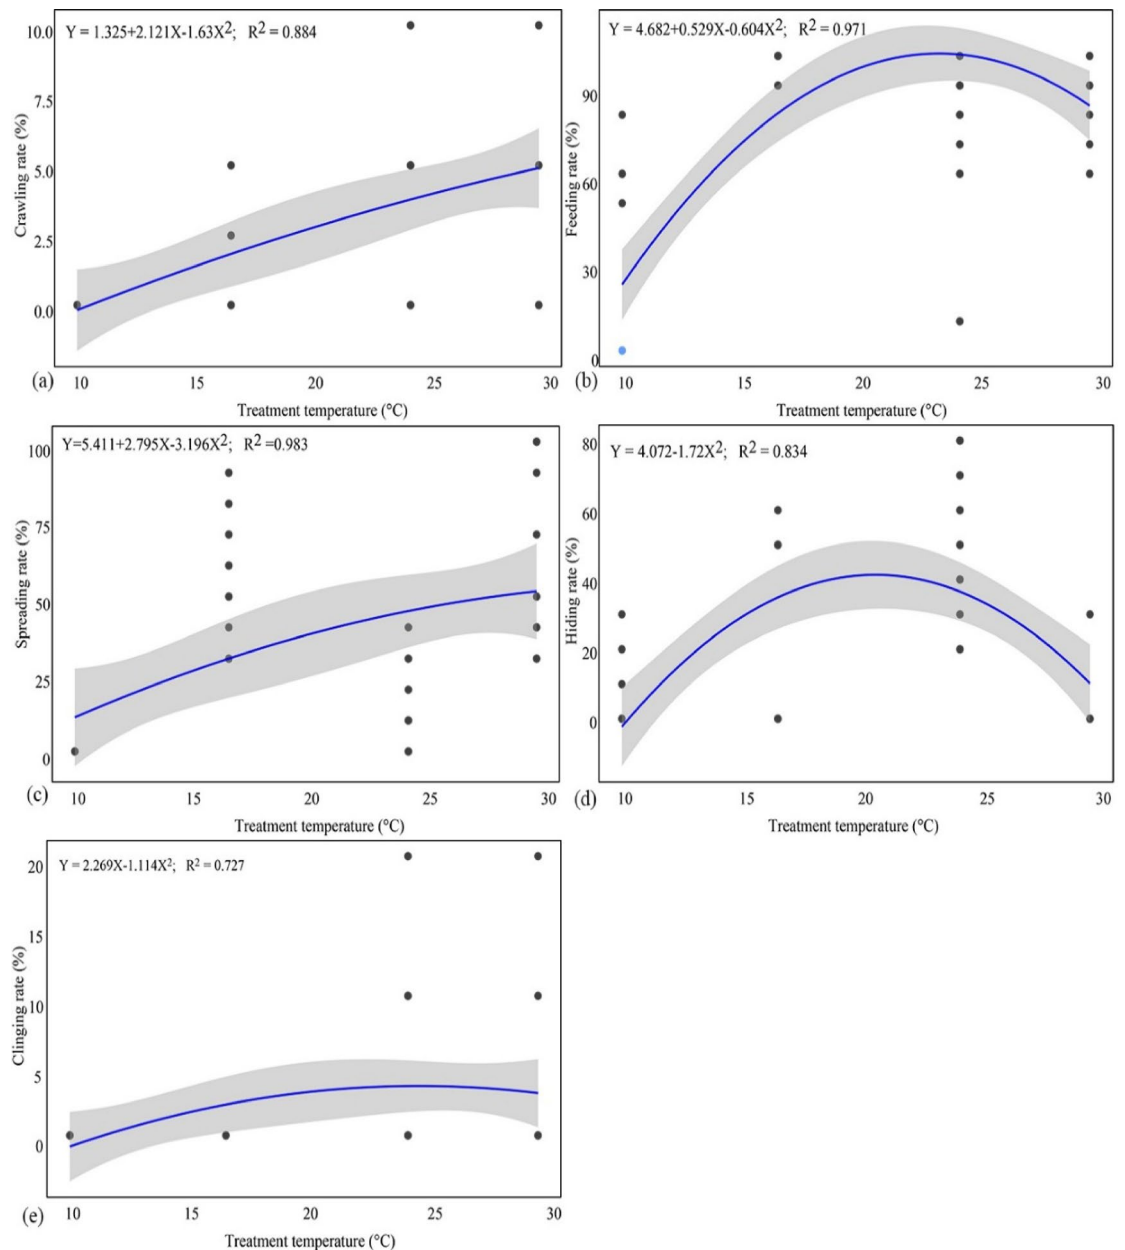 Y = 1.325+2.121X-1.63X2; R2 = 0.884
Crawling rate (%)
10.0
7.5
5.0
2.5
0.0
(a)
10 15 20 25 30
Treatment temperature (°C)
Y = 4.682+0.529X-0.604X2; R2 = 0.971
Feeding rate (%)
90
60
30
0
(b)
10 15 20 25 30
Treatment temperature (°C)
Y=5.411+2.795X-3.196X2; R2 =0.983
Spreading rate (%)
100
75
50
25
0
(c)
10 15 20 25 30
Treatment temperature (°C)
Y = 4.072-1.72X2; R2 = 0.834
Hiding rate (%)
80
60
40
20
0
(d)
10 15 20 25 30
Treatment temperature (°C)
Y = 2.269X-1.114X2; R2 = 0.727
Clinging rate (%)
20
15
10
5
0
(e)
10 15 20 25 30
Treatment temperature (°C)